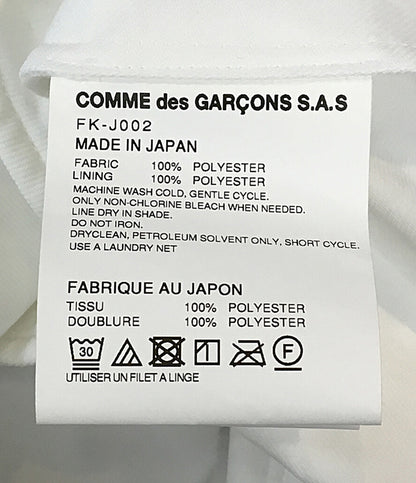 COMME des GARÇONS S.A.S
FK-J002
MADE IN JAPAN
FABRIC 100% POLYESTER
LINING 100% POLYESTER
MACHINE WASH COLD, GENTLE CYCLE.
ONLY NON-CHLORINE BLEACH WHEN NEEDED.
LINE DRY IN SHADE.
DO NOT IRON.
DRYCLEAN, PETROLEUM SOLVENT ONLY, SHORT CYCLE.
USE A LAUNDRY NET
FABRIQUE AU JAPON
TISSU 100% POLYESTER
DOUBLURE 100% POLYESTER
30 F
UTILISER UN FILET A LINGE